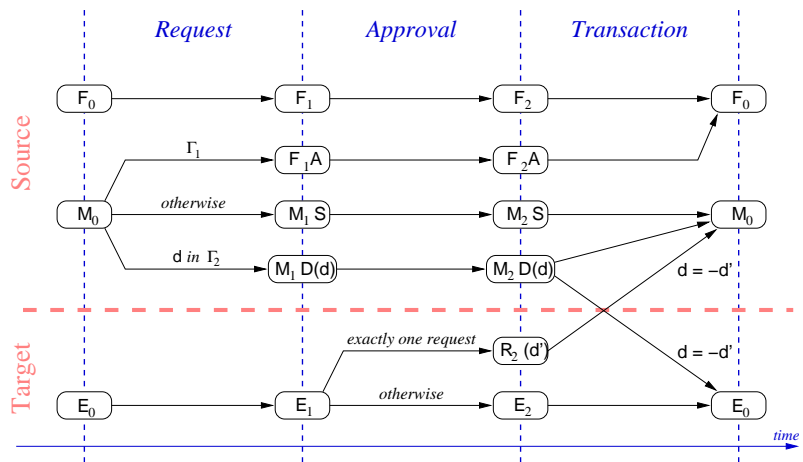 Request Approval Transaction
F0 F1 F2 F0
Γ1
F1A F2A
Source
M0 otherwise M1 S M2 S M0
d in Γ2
M1 D(d) M2 D(d) d = −d'
exactly one request R2 (d') d = −d'
Target
E0 E1 otherwise E2 E0
time